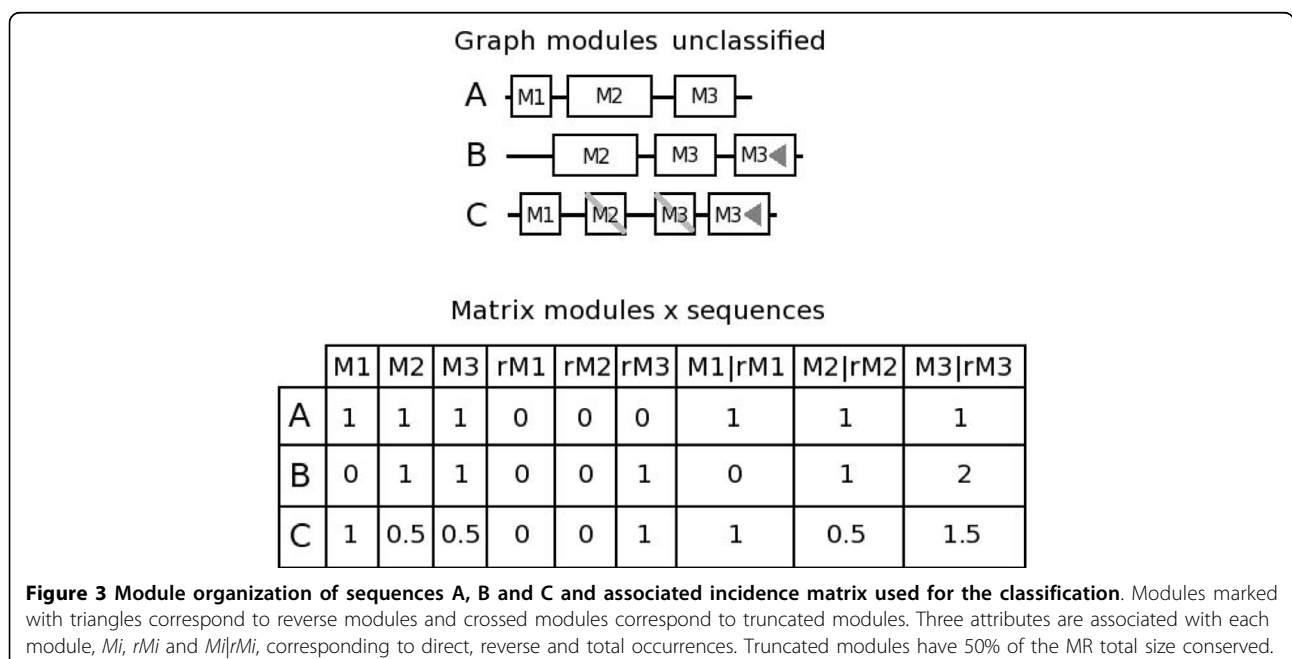 Graph modules unclassified
A M1 M2 M3
B M2 M3 M3
C M1 M2 M3 M3
Matrix modules x sequences
M1 M2 M3 rM1 rM2 rM3 M1|rM1 M2|rM2 M3|rM3
A 1 1 1 0 0 0 1 1 1
B 0 1 1 0 0 1 0 1 2
C 1 0.5 0.5 0 0 1 1 0.5 1.5
Figure 3 Module organization of sequences A, B and C and associated incidence matrix used for the classification. Modules marked
with triangles correspond to reverse modules and crossed modules correspond to truncated modules. Three attributes are associated with each
module, Mi, rMi and Mi|rMi, corresponding to direct, reverse and total occurrences. Truncated modules have 50% of the MR total size conserved.